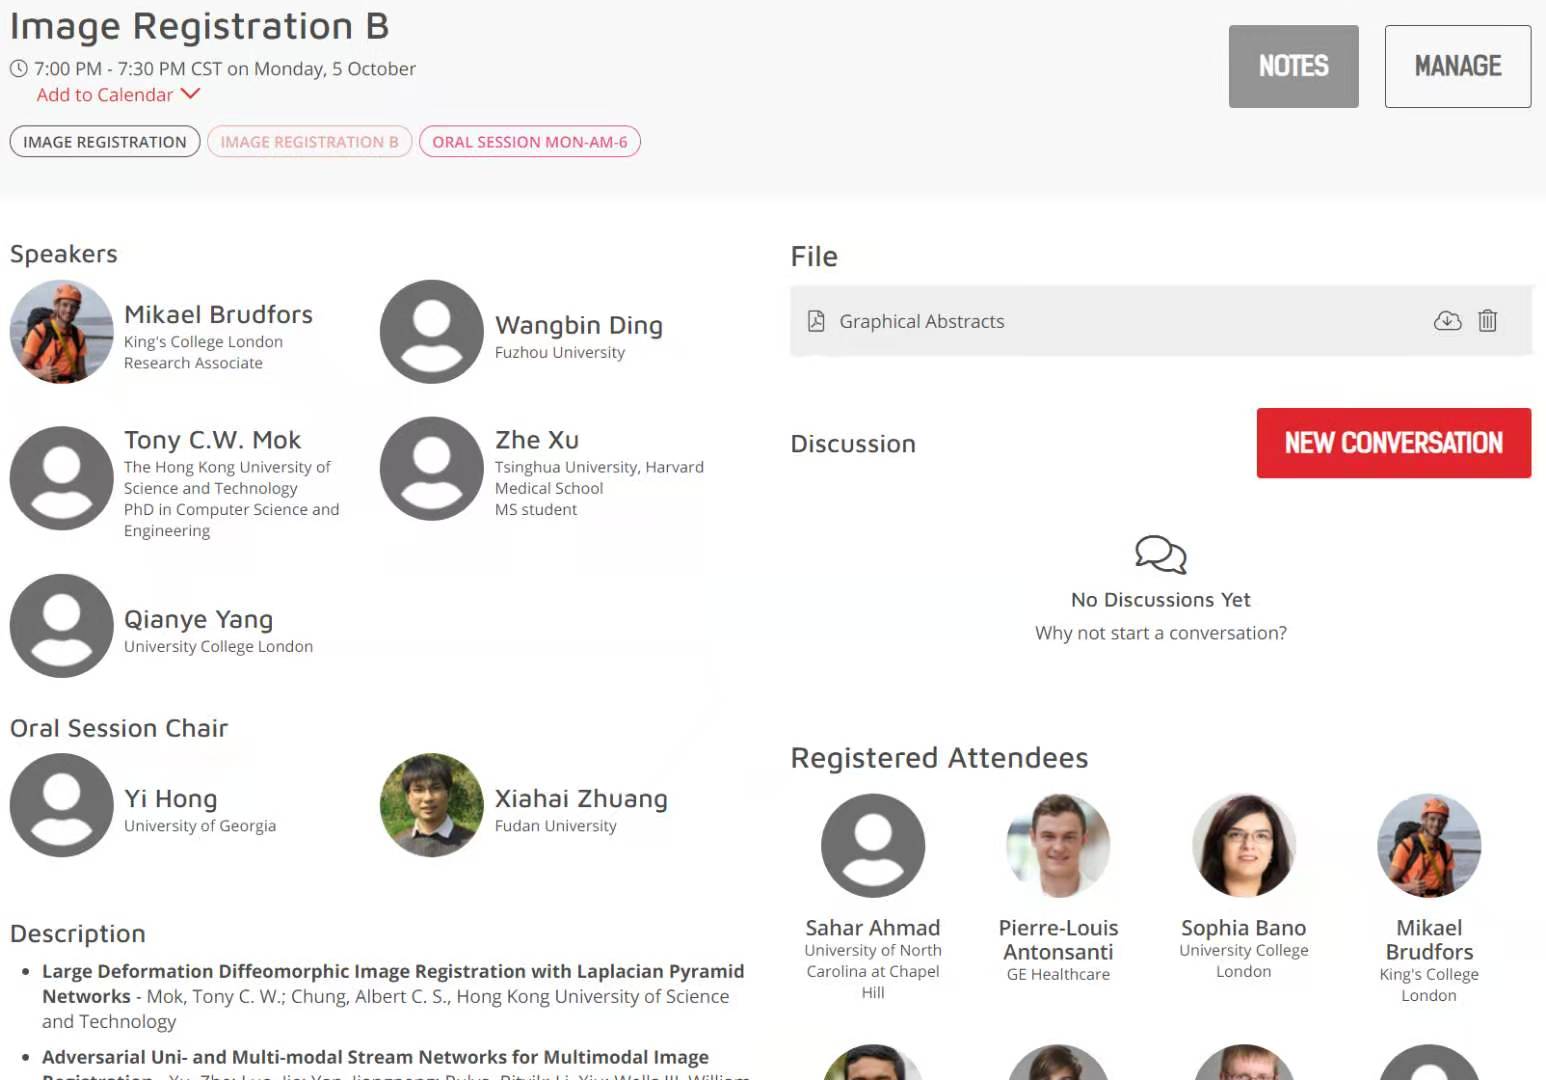 Image Registration B
7:00 PM - 7:30 PM CST on Monday, 5 October
Add to Calendar
NOTES
MANAGE
IMAGE REGISTRATION
IMAGE REGISTRATION B
ORAL SESSION MON-AM-6
Speakers
Mikael Brudfors
King's College London
Research Associate
Wangbin Ding
Fuzhou University
Tony C.W. Mok
The Hong Kong University of
Science and Technology
PhD in Computer Science and
Engineering
Zhe Xu
Tsinghua University, Harvard
Medical School
MS student
Qianye Yang
University College London
Oral Session Chair
Yi Hong
University of Georgia
Xiahai Zhuang
Fudan University
Description
Large Deformation Diffeomorphic Image Registration with Laplacian Pyramid
Networks - Mok, Tony C. W.; Chung, Albert C. S., Hong Kong University of Science
and Technology
Adversarial Uni- and Multi-modal Stream Networks for Multimodal Image
File
Graphical Abstracts
Discussion
NEW CONVERSATION
No Discussions Yet
Why not start a conversation?
Registered Attendees
Sahar Ahmad
University of North
Carolina at Chapel
Hill
Pierre-Louis
Antonsanti
GE Healthcare
Sophia Bano
University College
London
Mikael
Brudfors
King's College
London